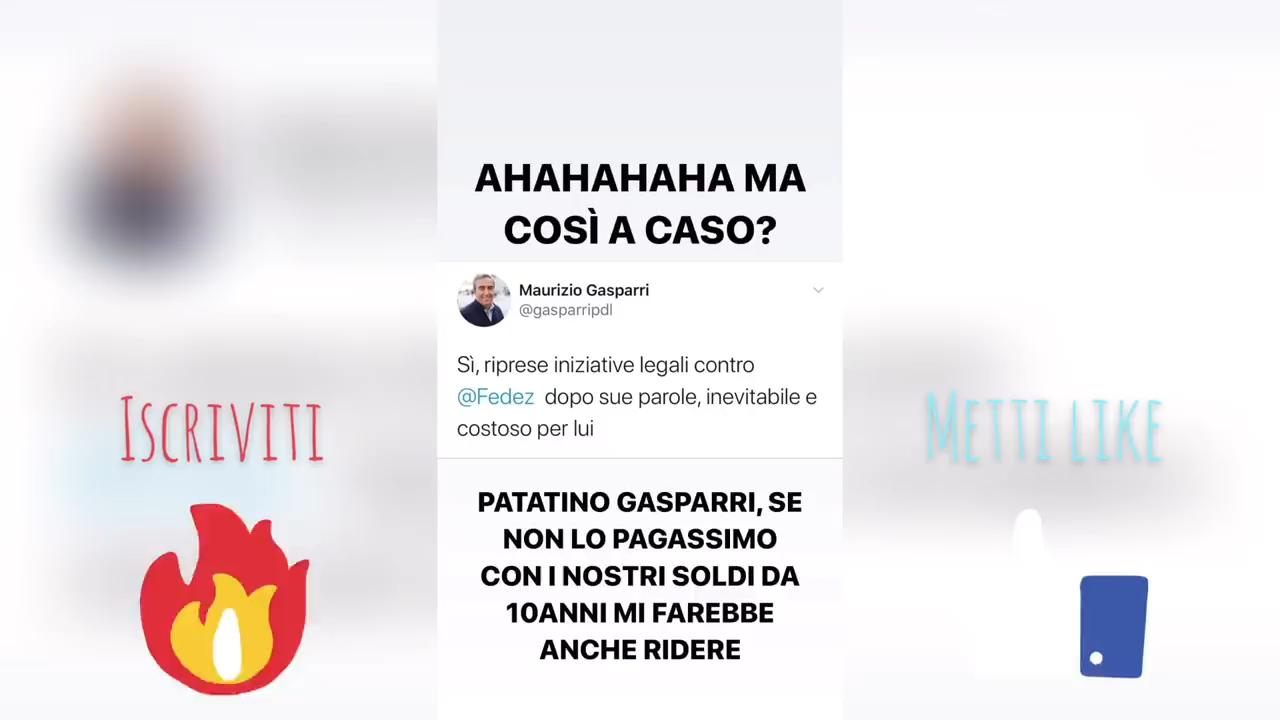 AHAHAHAHA MA
COSÌ A CASO?
Maurizio Gasparri
@gasparripdl
Sì, riprese iniziative legali contro
@Fedez dopo sue parole, inevitabile e
costoso per lui
ISCRIVITI
METTI LIKE
PATATINO GASPARRI, SE
NON LO PAGASSIMO
CON I NOSTRI SOLDI DA
10ANNI MI FAREBBE
ANCHE RIDERE